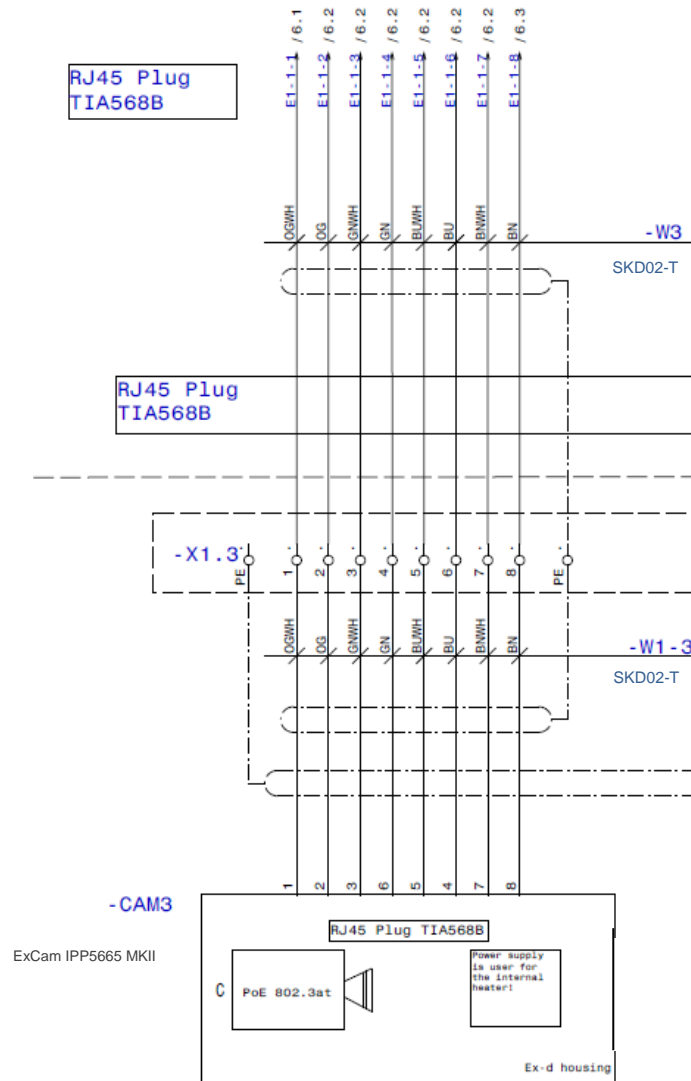 /6.1 /6.2 /6.2 /6.2 /6.2 /6.2 /6.2 /6.3
E1-1-1 E1-1-2 E1-1-3 E1-1-4 E1-1-5 E1-1-6 E1-1-7 E1-1-8
RJ45 Plug
TIA568B
OGWH OG GNWH GN BUWH BU BNWH BN
-W3
SKD02-T
RJ45 Plug
TIA568B
-X1.3
PE 1 2 3 4 5 6 7 8 PE
OGWH OG GNWH GN BUWH BU BNWH BN
-W1-3
SKD02-T
1 2 3 6 5 4 7 8
-CAM3
RJ45 Plug TIA568B
ExCam IPP5665 MKII
C
PoE 802.3at
Power supply
is user for
the internal
heater!
Ex-d housing